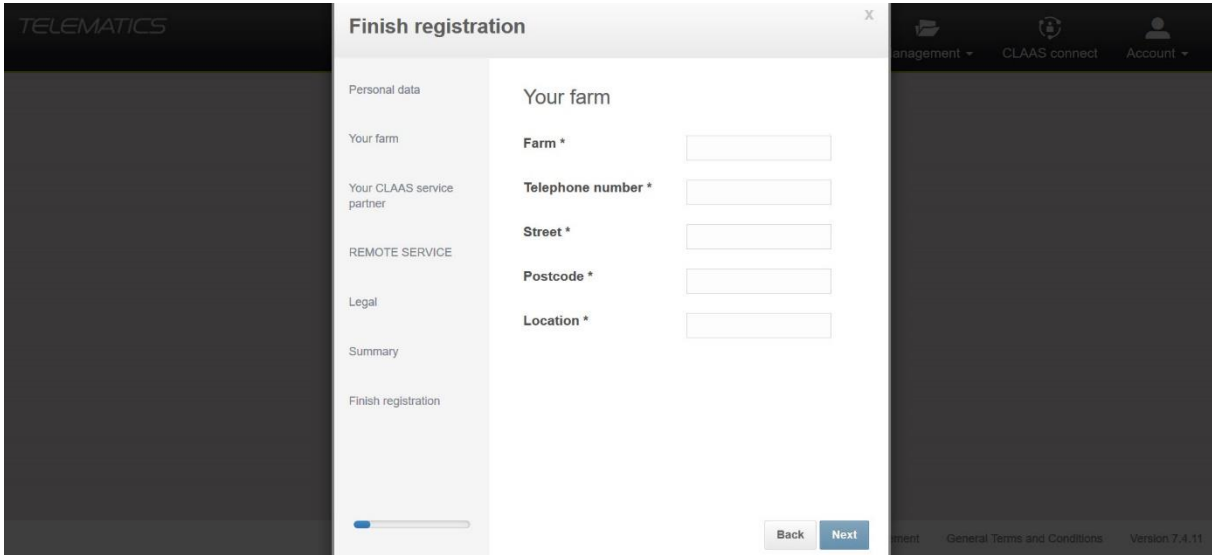 TELEMATICS
Finish registration
X
CLAAS connect
Account
Personal data
Your farm
Your CLAAS service
partner
REMOTE SERVICE
Legal
Summary
Finish registration
Your farm
Farm *
Telephone number *
Street *
Postcode *
Location *
Back
Next
General Terms and Conditions
Version 7.4.11